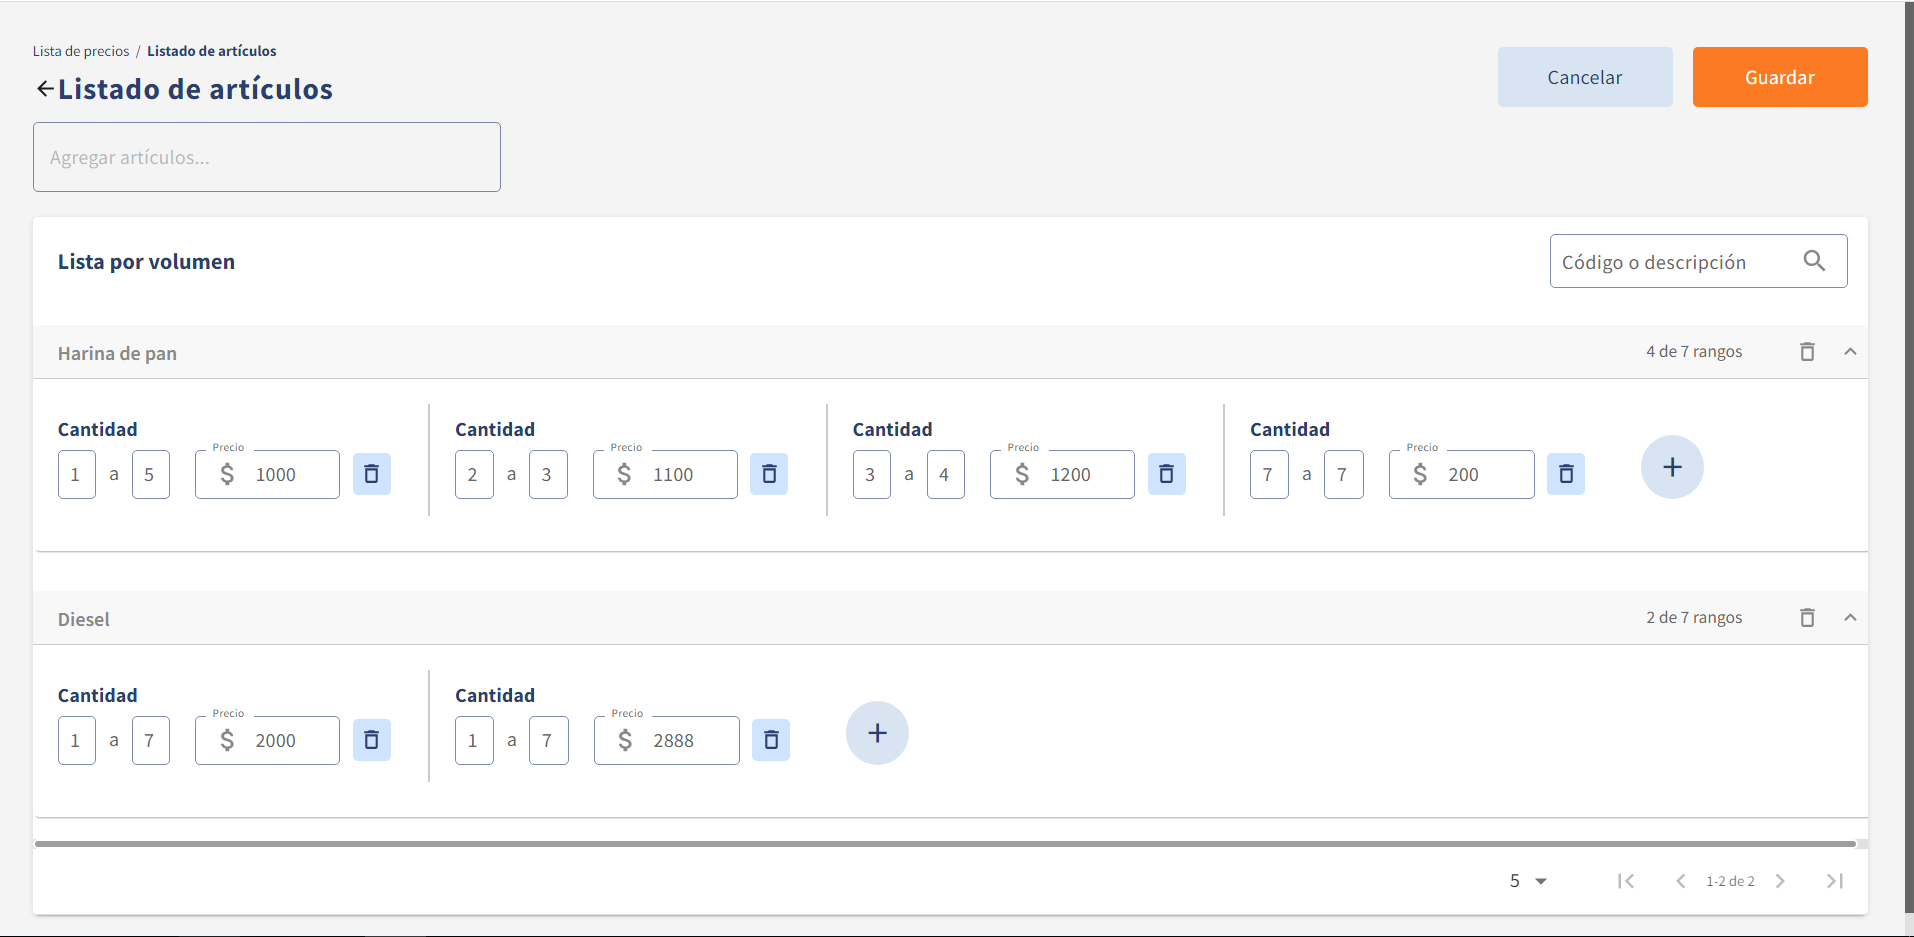 Lista de precios / Listado de artículos
Listado de artículos
Cancelar
Guardar
Agregar artículos...
Lista por volumen
Código o descripción
Harina de pan
4 de 7 rangos
Cantidad Cantidad Cantidad Cantidad
Precio Precio Precio Precio
1 a 5 $ 1000 2 a 3 $ 1100 3 a 4 $ 1200 7 a 7 $ 200 +
Diesel
2 de 7 rangos
Cantidad Cantidad
Precio Precio
1 a 7 $ 2000 1 a 7 $ 2888 +
5 1-2 de 2